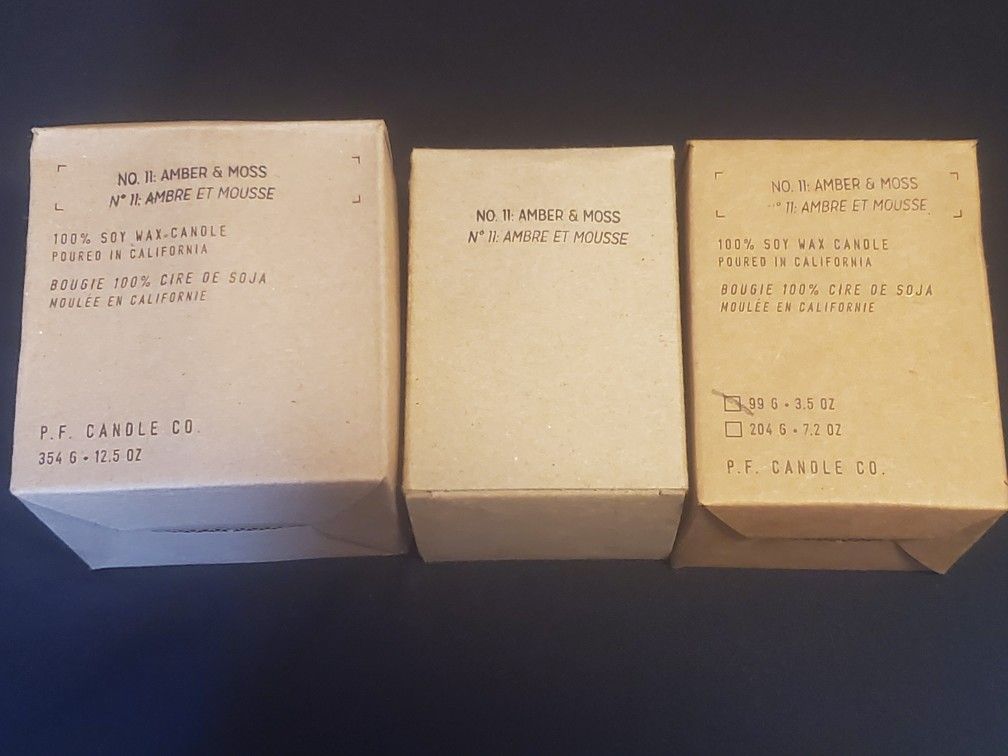 NO. 11: AMBER & MOSS
N° 11: AMBRE ET MOUSSE
100% SOY WAX CANDLE
POURED IN CALIFORNIA
BOUGIE 100% CIRE DE SOJA
MOULÉE EN CALIFORNIE
P.F. CANDLE CO.
354 G • 12.5 OZ
NO. 11: AMBER & MOSS
N° 11: AMBRE ET MOUSSE
NO. 11: AMBER & MOSS
° 11: AMBRE ET MOUSSE
100% SOY WAX CANDLE
POURED IN CALIFORNIA
BOUGIE 100% CIRE DE SOJA
MOULÉE EN CALIFORNIE
99 G • 3.5 OZ
204 G • 7.2 OZ
P.F. CANDLE CO.